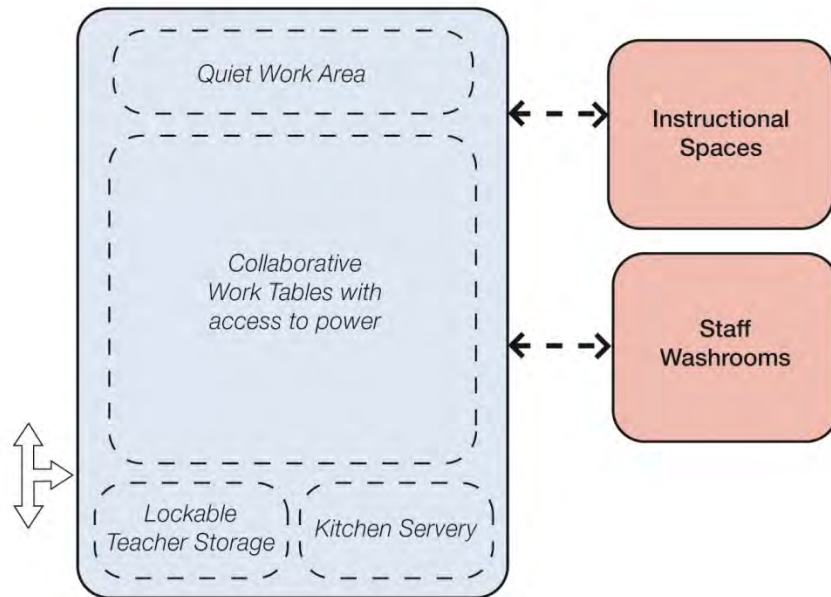 Quiet Work Area
Instructional
Spaces
Collaborative
Work Tables with
access to power
Staff
Washrooms
Lockable
Teacher Storage
Kitchen Servery